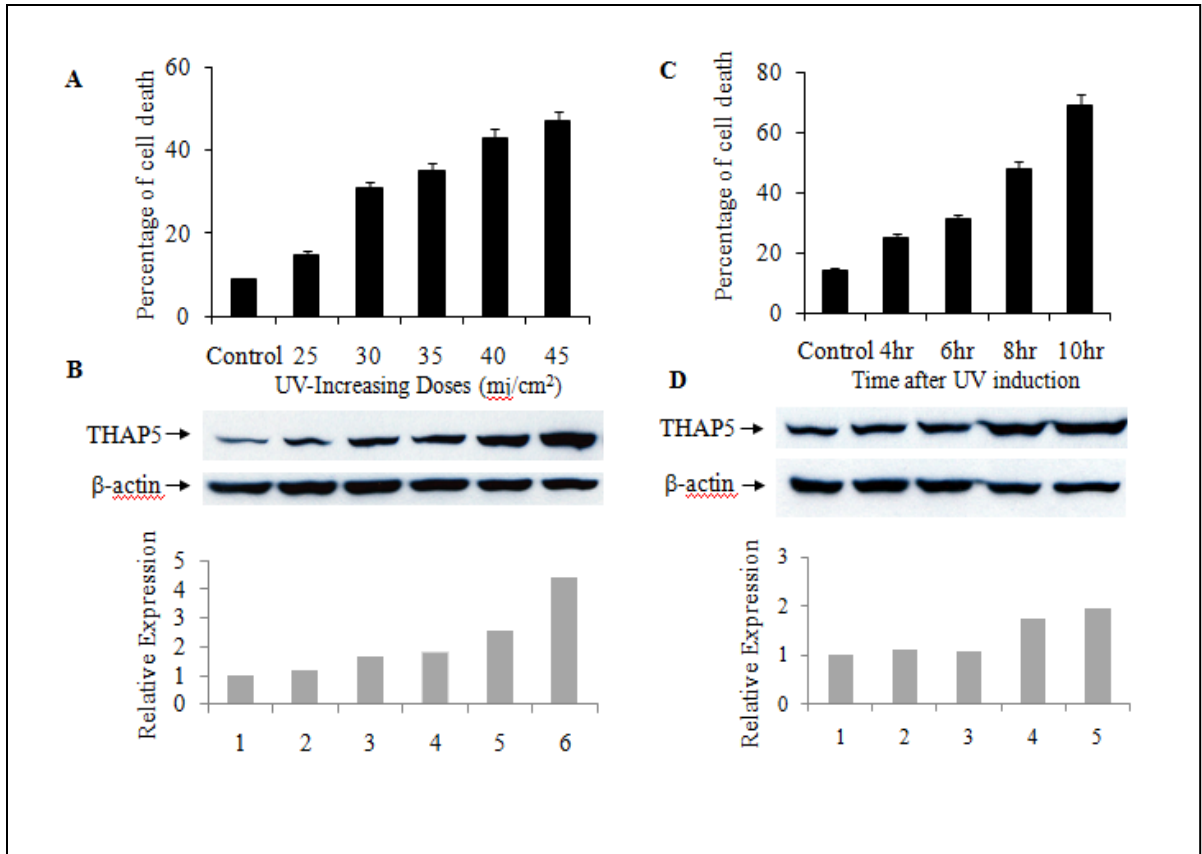 A
Percentage of cell death
60
40
20
0
Control 25 30 35 40 45
UV-Increasing Doses (mj/cm²)
B
THAP5→
β-actin→
Relative Expression
5
4
3
2
1
0
1 2 3 4 5 6
C
Percentage of cell death
80
60
40
20
0
Control 4hr 6hr 8hr 10hr
Time after UV induction
D
THAP5→
β-actin→
Relative Expression
3
2
1
0
1 2 3 4 5